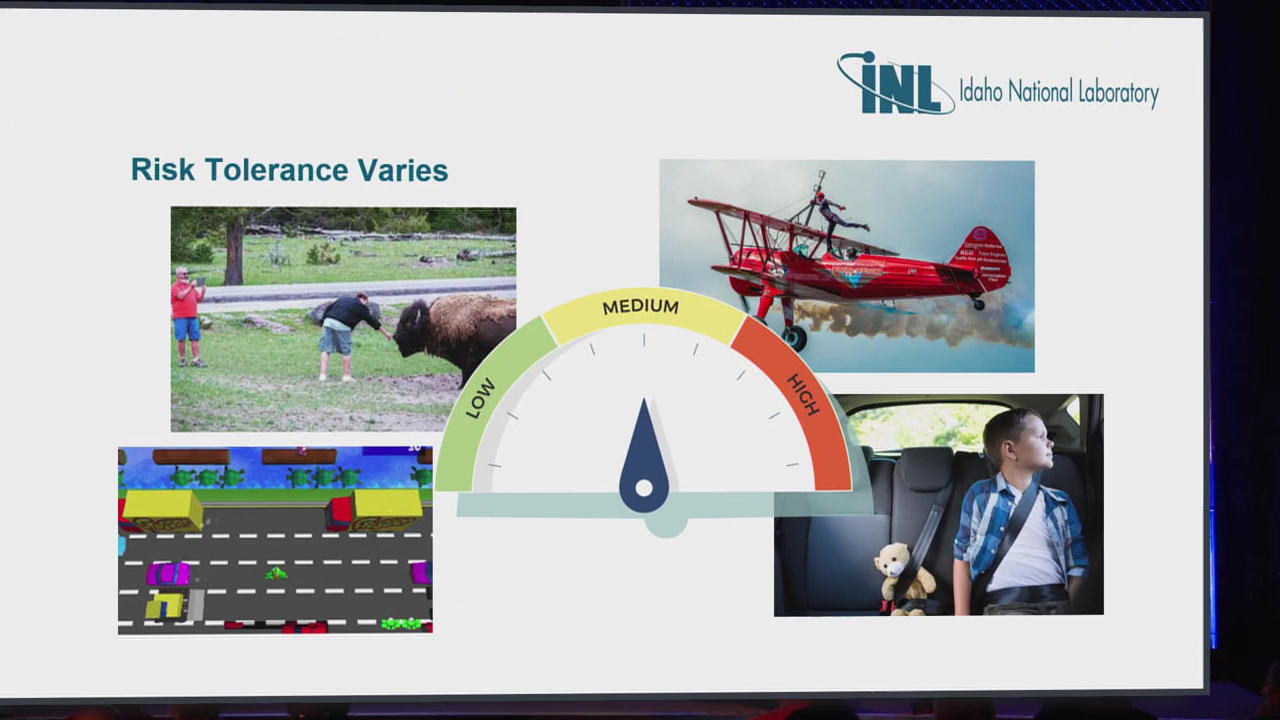 INL Idaho National Laboratory
Risk Tolerance Varies
LOW
MEDIUM
HIGH